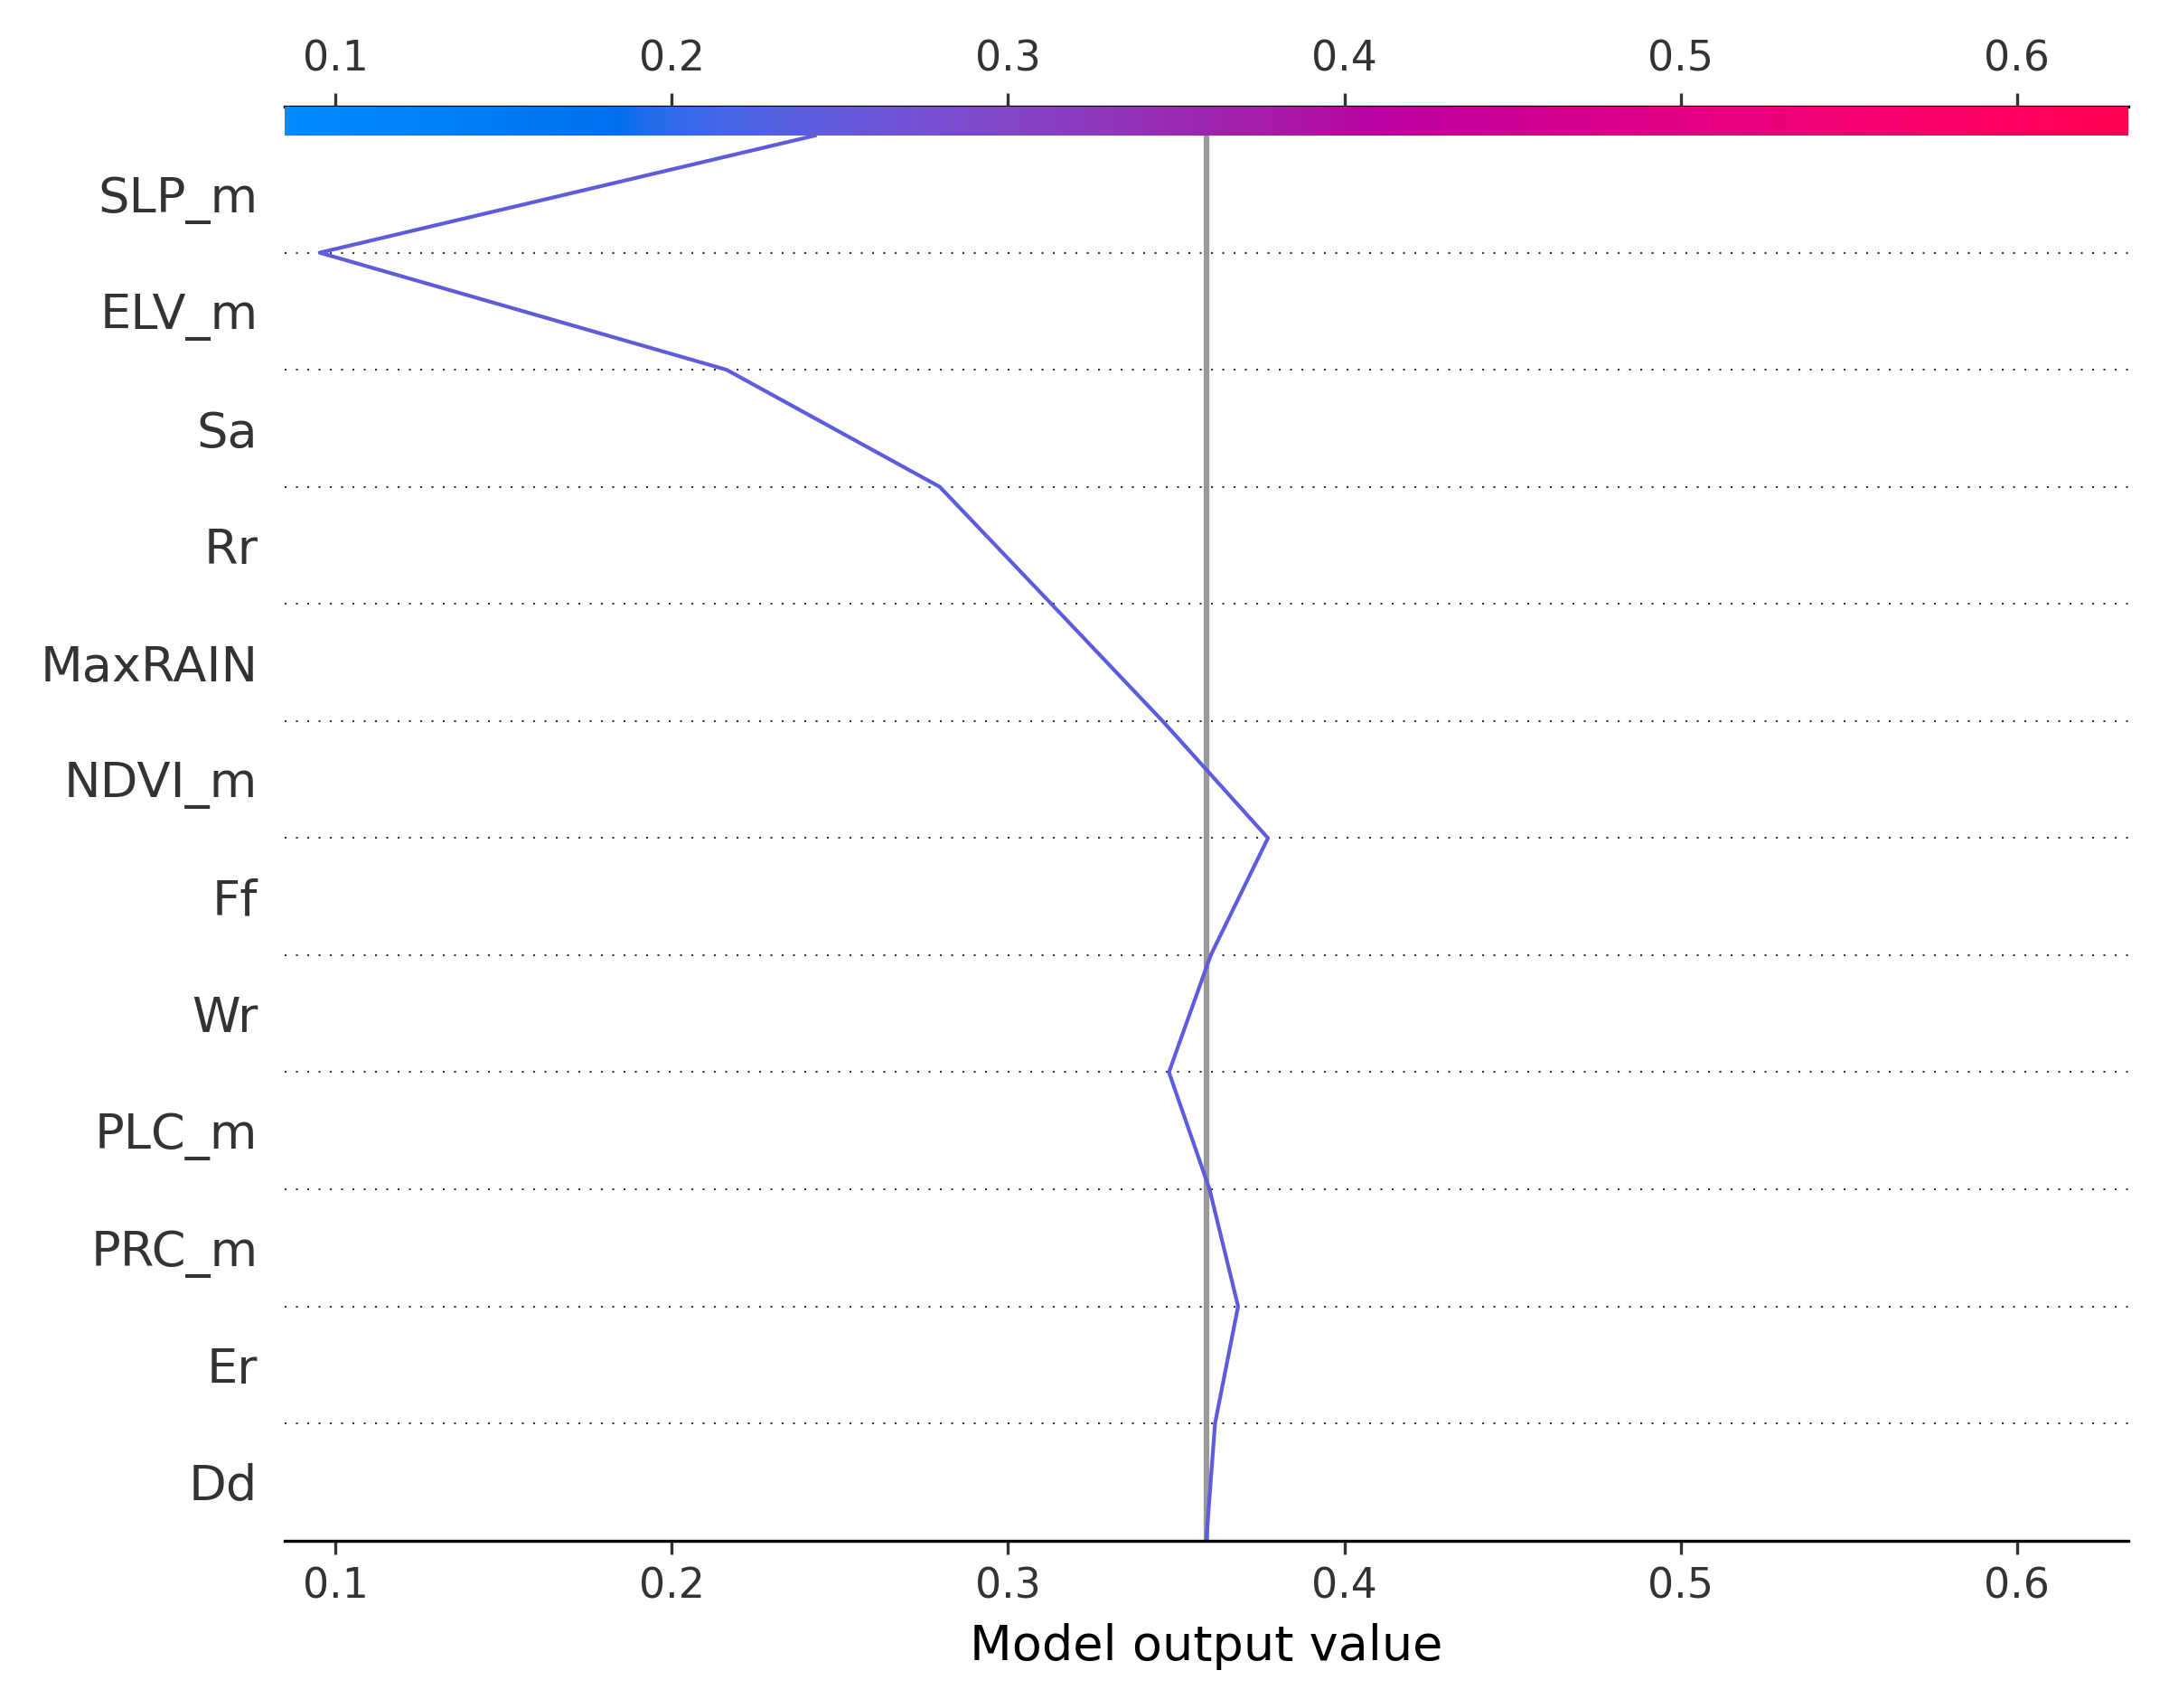 0.1 0.2 0.3 0.4 0.5 0.6
SLP_m
ELV_m
Sa
Rr
MaxRAIN
NDVI_m
Ff
Wr
PLC_m
PRC_m
Er
Dd
0.1 0.2 0.3 0.4 0.5 0.6
Model output value